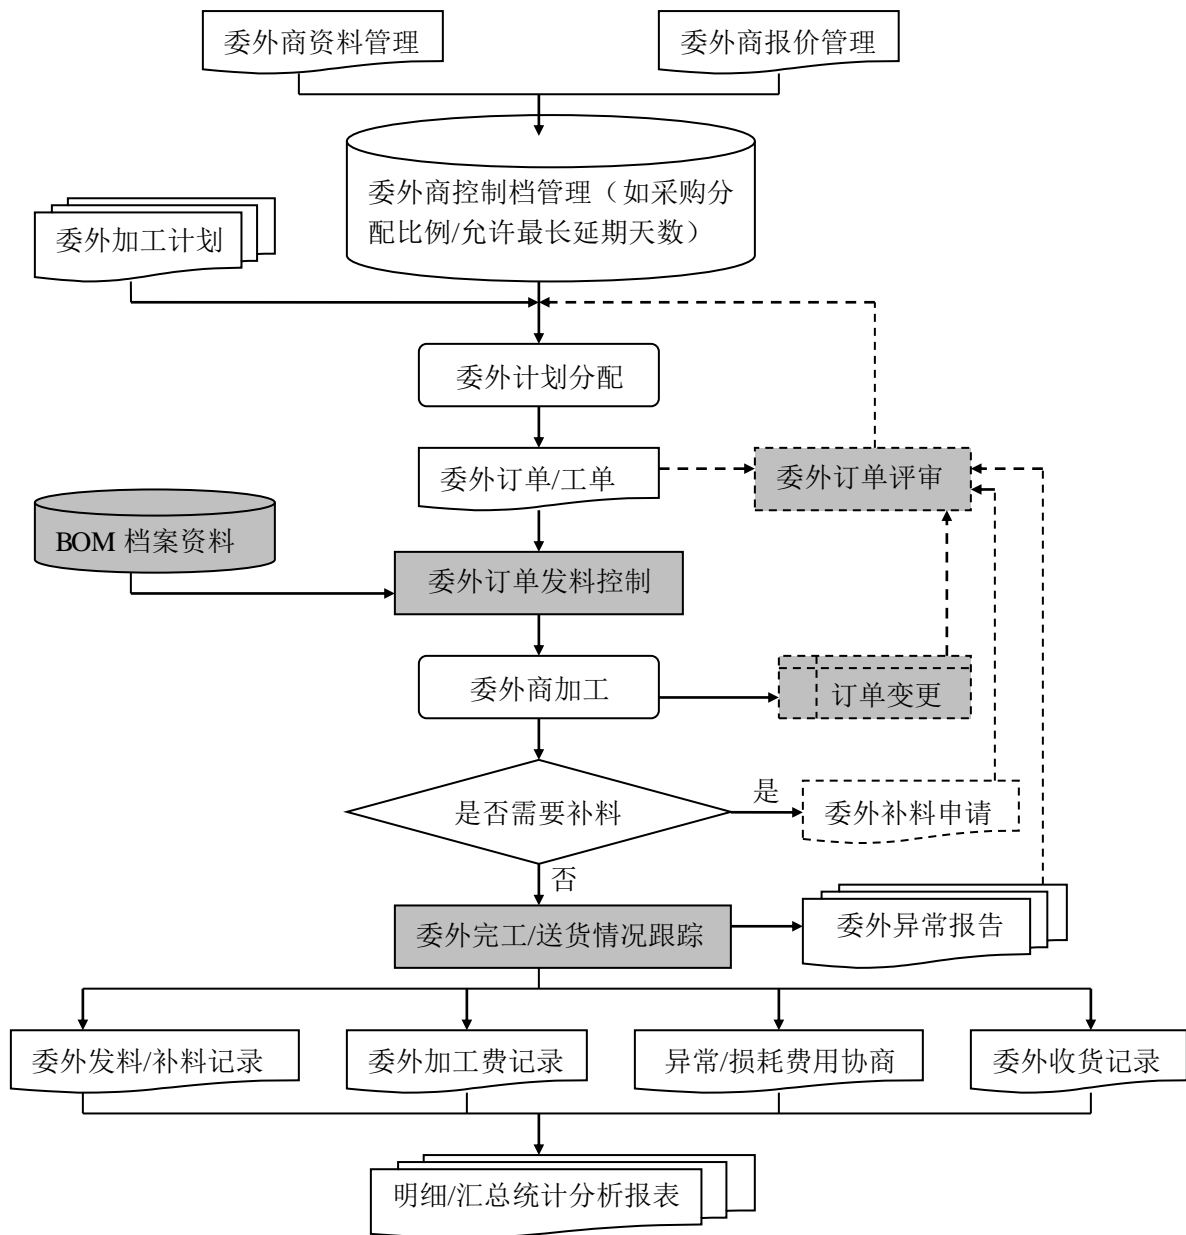 委外商资料管理
委外商报价管理
委外商控制档管理（如采购分
配比例/允许最长延期天数）
委外加工计划
委外计划分配
委外订单/工单
委外订单评审
BOM 档案资料
委外订单发料控制
委外商加工
订单变更
是否需要补料
是
委外补料申请
否
委外完工/送货情况跟踪
委外异常报告
委外发料/补料记录
委外加工费记录
异常/损耗费用协商
委外收货记录
明细/汇总统计分析报表